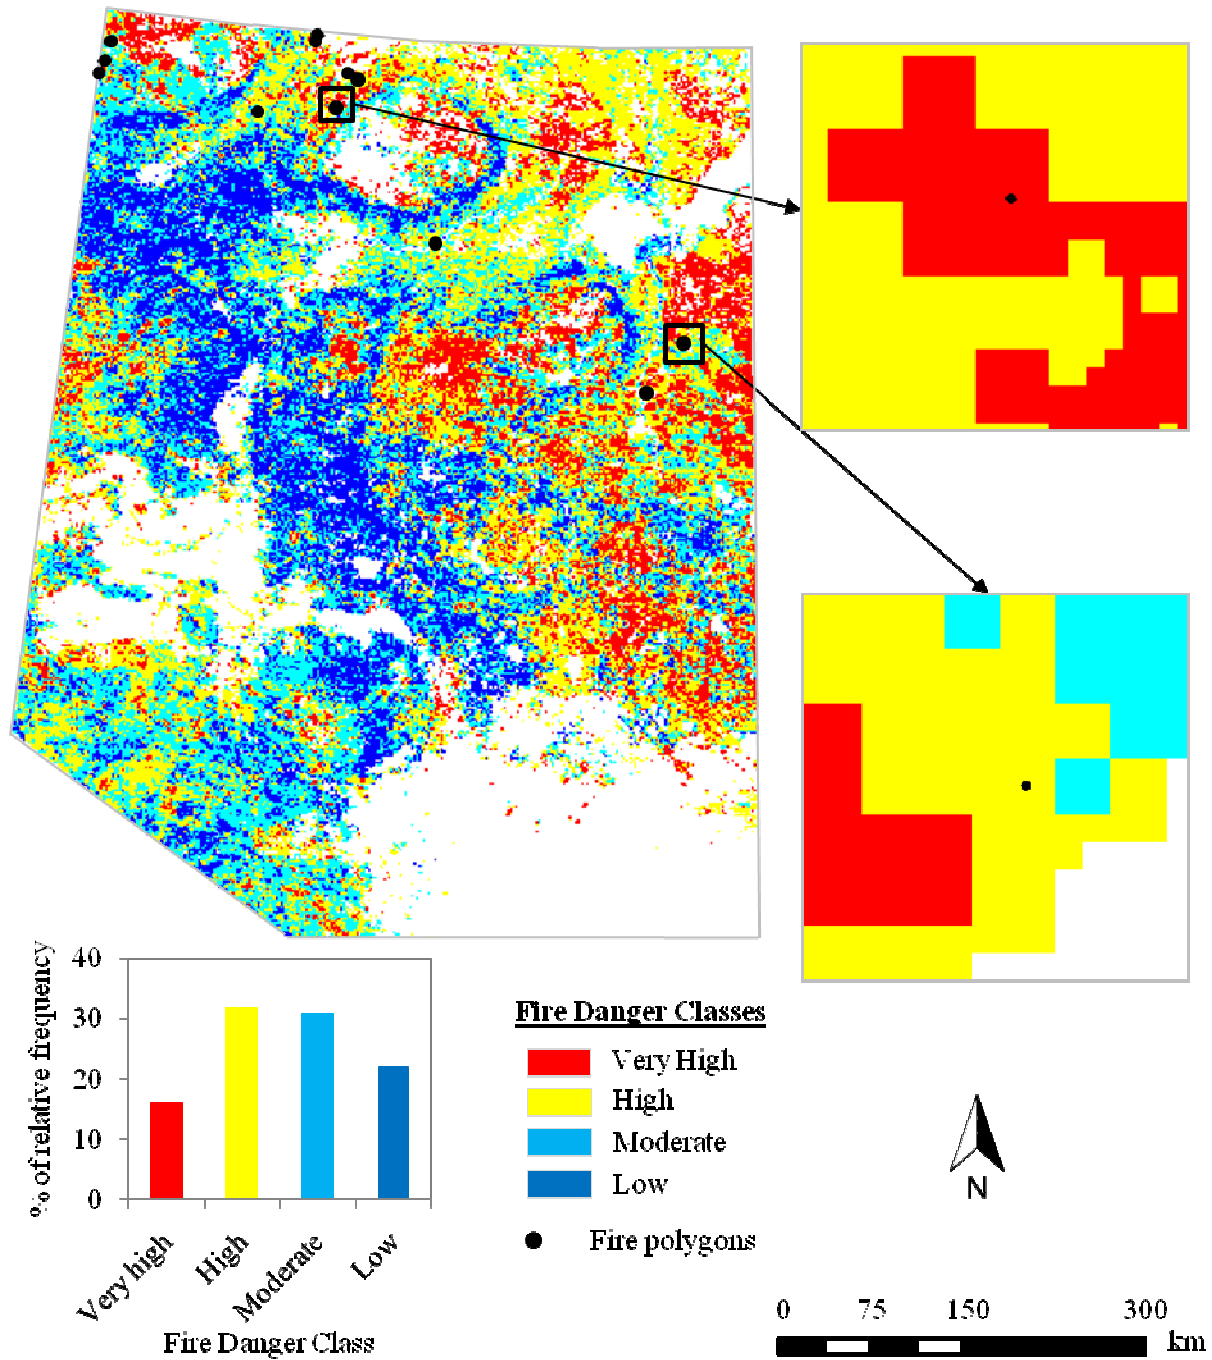 % of relative frequency
40
30
20
10
0
Very high
High
Moderate
Low
Fire Danger Class
Fire Danger Classes
Very High
High
Moderate
Low
Fire polygons
N
0 75 150 300
km